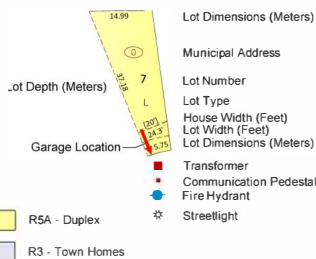 14.99
Lot Dimensions (Meters)
0
Municipal Address
37.18
Lot Depth (Meters)
7
Lot Number
L
Lot Type
[20']
House Width (Feet)
24.3'
Lot Width (Feet)
Garage Location
5.75
Lot Dimensions (Meters)
Transformer
Communication Pedestal
Fire Hydrant
R5A - Duplex
Streetlight
R3 - Town Homes